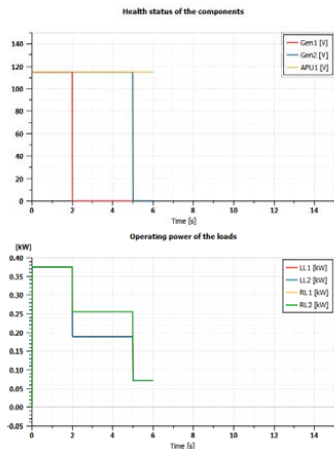 Health status of the components
Gen1 [V]
Gen2 [V]
APU1 [V]
140
120
100
80
60
40
20
0
0 2 4 6 8 10 12 14
Time [s]
Operating power of the loads
[kW]
LL1 [kW]
LL2 [kW]
RL1 [kW]
RL2 [kW]
0.40
0.35
0.30
0.25
0.20
0.15
0.10
0.05
0.00
-0.05
0 2 4 6 8 10 12 14
Time [s]